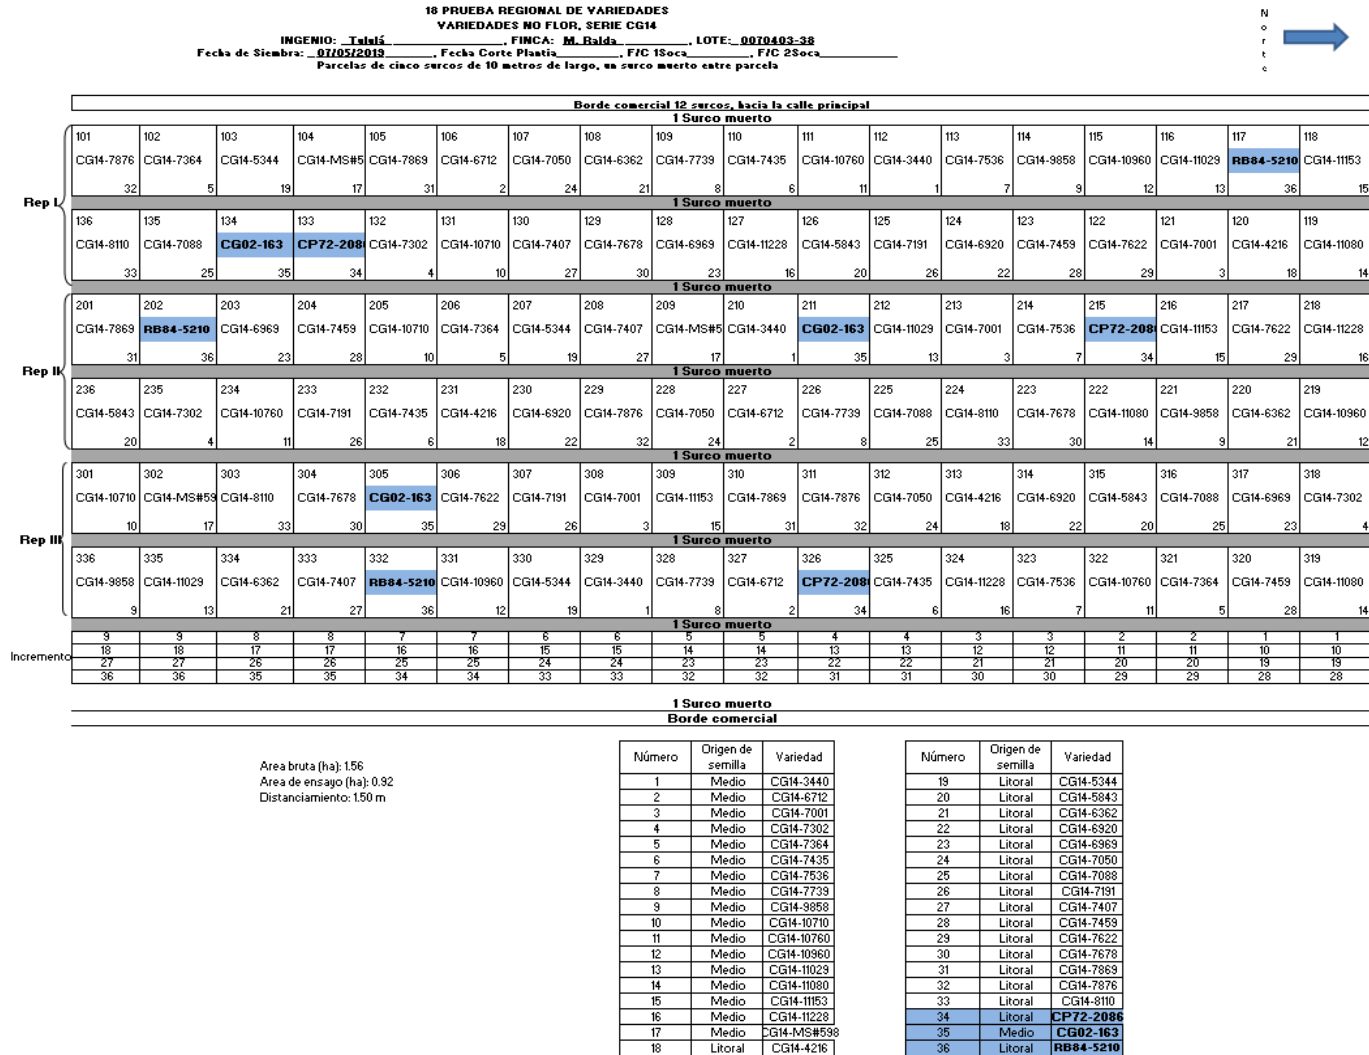 18 PRUEBA REGIONAL DE VARIEDADES
VARIEDADES NO FLOR, SERIE CG14
INGENIO: Tululá, FINCA: M. Ralda, LOTE: 0070403-38
Fecha de Siembra: 07/05/2019, Fecha Corte Plantia, F/C 1Soca, F/C 2Soca
Parcelas de cinco surcos de 10 metros de largo, un surco muerto entre parcela
Norte
Borde comercial 12 surcos, hacia la calle principal
1 Surco muerto
101 102 103 104 105 106 107 108 109 110 111 112 113 114 115 116 117 118
CG14-7876 CG14-7364 CG14-5344 CG14-MS#5 CG14-7869 CG14-6712 CG14-7050 CG14-6362 CG14-7739 CG14-7435 CG14-10760 CG14-3440 CG14-7536 CG14-9858 CG14-10960 CG14-11029 RB84-5210 CG14-11153
32 5 19 17 31 2 24 21 8 6 11 1 7 9 12 13 36 15
Rep I
1 Surco muerto
136 135 134 133 132 131 130 129 128 127 126 125 124 123 122 121 120 119
CG14-8110 CG14-7088 CG02-163 CP72-208 CG14-7302 CG14-10710 CG14-7407 CG14-7678 CG14-6969 CG14-11228 CG14-5843 CG14-7191 CG14-6920 CG14-7459 CG14-7622 CG14-7001 CG14-4216 CG14-11080
33 25 35 34 4 10 27 30 23 16 20 26 22 28 29 3 18 14
1 Surco muerto
201 202 203 204 205 206 207 208 209 210 211 212 213 214 215 216 217 218
CG14-7869 RB84-5210 CG14-6969 CG14-7459 CG14-10710 CG14-7364 CG14-5344 CG14-7407 CG14-MS#5 CG14-3440 CG02-163 CG14-11029 CG14-7001 CG14-7536 CP72-208 CG14-11153 CG14-7622 CG14-11228
31 36 23 28 10 5 19 27 17 1 35 13 3 7 34 15 29 16
Rep II
1 Surco muerto
236 235 234 233 232 231 230 229 228 227 226 225 224 223 222 221 220 219
CG14-5843 CG14-7302 CG14-10760 CG14-7191 CG14-7435 CG14-4216 CG14-6920 CG14-7876 CG14-7050 CG14-6712 CG14-7739 CG14-7088 CG14-8110 CG14-7678 CG14-11080 CG14-9858 CG14-6362 CG14-10960
20 4 11 26 6 18 22 32 24 2 8 25 33 30 14 9 21 12
1 Surco muerto
301 302 303 304 305 306 307 308 309 310 311 312 313 314 315 316 317 318
CG14-10710 CG14-MS#59 CG14-8110 CG14-7678 CG02-163 CG14-7622 CG14-7191 CG14-7001 CG14-11153 CG14-7869 CG14-7876 CG14-7050 CG14-4216 CG14-6920 CG14-5843 CG14-7088 CG14-6969 CG14-7302
10 17 33 30 35 29 26 3 15 31 32 24 18 22 20 25 23 4
Rep III
1 Surco muerto
336 335 334 333 332 331 330 329 328 327 326 325 324 323 322 321 320 319
CG14-9858 CG14-11029 CG14-6362 CG14-7407 RB84-5210 CG14-10960 CG14-5344 CG14-3440 CG14-7739 CG14-6712 CP72-208 CG14-7435 CG14-11228 CG14-7536 CG14-10760 CG14-7364 CG14-7459 CG14-11080
9 13 21 27 36 12 19 1 8 2 34 6 16 7 11 5 28 14
1 Surco muerto
9 9 8 8 7 7 6 6 5 5 4 4 3 3 2 2 1 1
Incremento
18 18 17 17 16 16 15 15 14 14 13 13 12 12 11 11 10 10
27 27 26 26 25 25 24 24 23 23 22 22 21 21 20 20 19 19
36 36 35 35 34 34 33 33 32 32 31 31 30 30 29 29 28 28
1 Surco muerto
Borde comercial
Area bruta (ha): 1.56
Area de ensayo (ha): 0.92
Distanciamiento: 1.50 m
Número Origen de semilla Variedad
1 Medio CG14-3440
2 Medio CG14-6712
3 Medio CG14-7001
4 Medio CG14-7302
5 Medio CG14-7364
6 Medio CG14-7435
7 Medio CG14-7536
8 Medio CG14-7739
9 Medio CG14-9858
10 Medio CG14-10710
11 Medio CG14-10760
12 Medio CG14-10960
13 Medio CG14-11029
14 Medio CG14-11080
15 Medio CG14-11153
16 Medio CG14-11228
17 Medio CG14-MS#598
18 Litoral CG14-4216
Número Origen de semilla Variedad
19 Litoral CG14-5344
20 Litoral CG14-5843
21 Litoral CG14-6362
22 Litoral CG14-6920
23 Litoral CG14-6969
24 Litoral CG14-7050
25 Litoral CG14-7088
26 Litoral CG14-7191
27 Litoral CG14-7407
28 Litoral CG14-7459
29 Litoral CG14-7622
30 Litoral CG14-7678
31 Litoral CG14-7869
32 Litoral CG14-7876
33 Litoral CG14-8110
34 Litoral CP72-2086
35 Medio CG02-163
36 Litoral RB84-5210